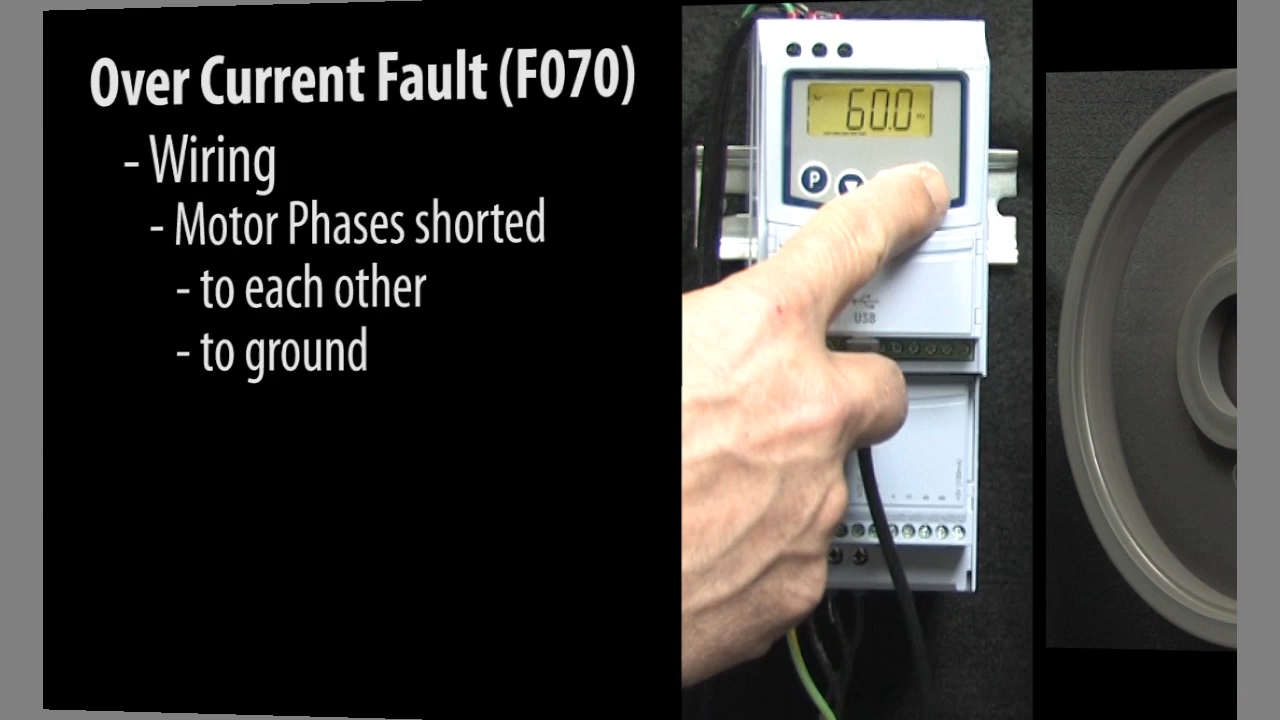 Over Current Fault (F070)
- Wiring
- Motor Phases shorted
- to each other
- to ground
60.0
P
USB